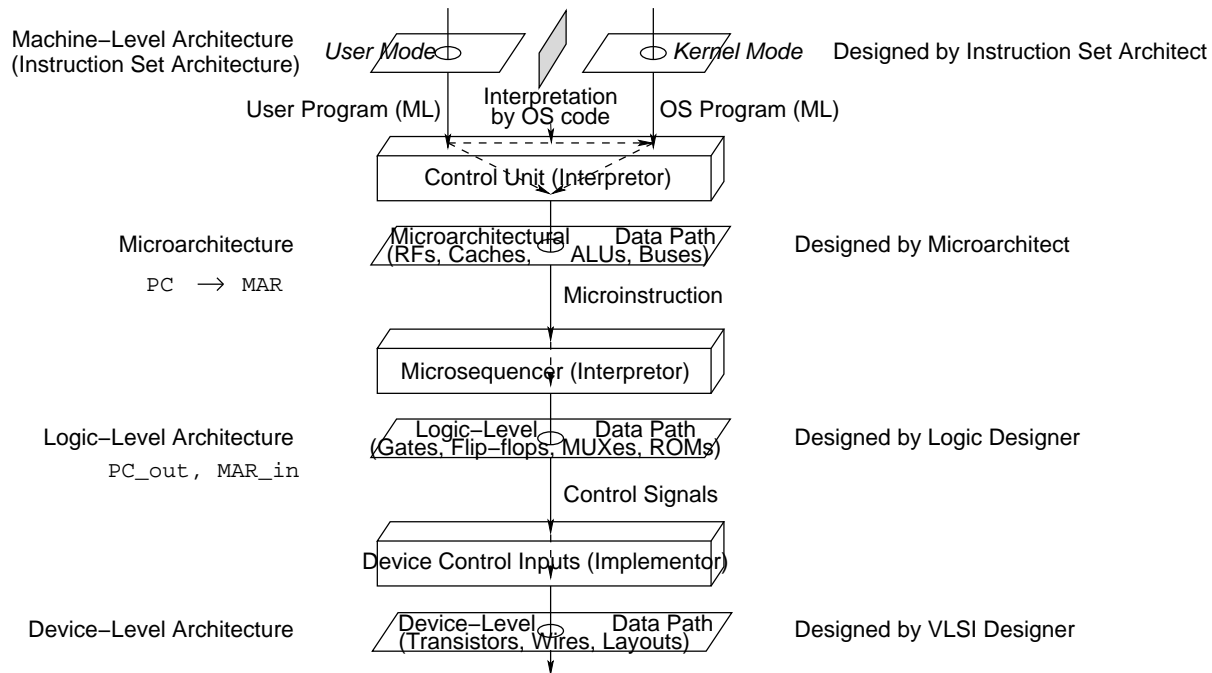 Machine−Level Architecture
(Instruction Set Architecture)
User Mode
Kernel Mode
Designed by Instruction Set Architect
User Program (ML)
Interpretation
by OS code
OS Program (ML)
Control Unit (Interpretor)
Microarchitecture
Microarchitectural Data Path
(RFs, Caches, ALUs, Buses)
Designed by Microarchitect
PC → MAR
Microinstruction
Microsequencer (Interpretor)
Logic−Level Architecture
Logic−Level Data Path
(Gates, Flip−flops, MUXes, ROMs)
Designed by Logic Designer
PC_out, MAR_in
Control Signals
Device Control Inputs (Implementor)
Device−Level Architecture
Device−Level Data Path
(Transistors, Wires, Layouts)
Designed by VLSI Designer